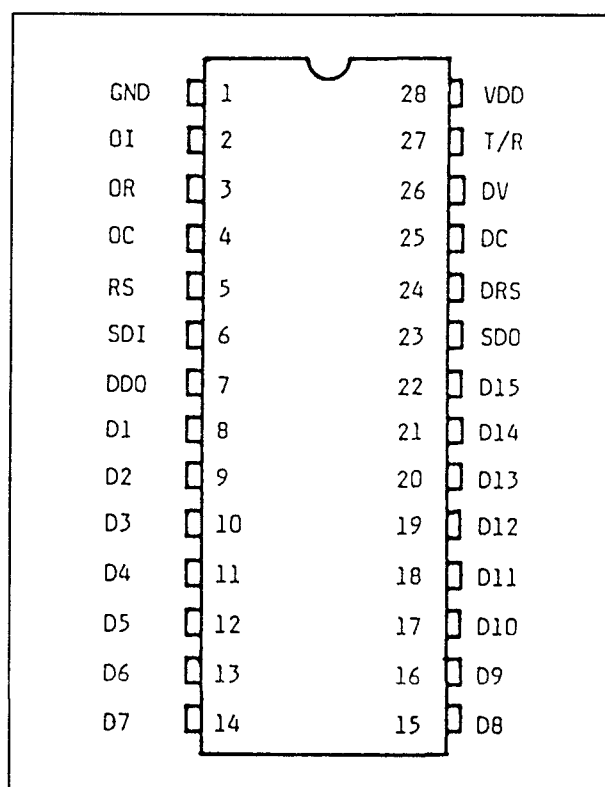 GND 1 28 VDD
OI 2 27 T/R
OR 3 26 DV
OC 4 25 DC
RS 5 24 DRS
SDI 6 23 SDO
DDO 7 22 D15
D1 8 21 D14
D2 9 20 D13
D3 10 19 D12
D4 11 18 D11
D5 12 17 D10
D6 13 16 D9
D7 14 15 D8